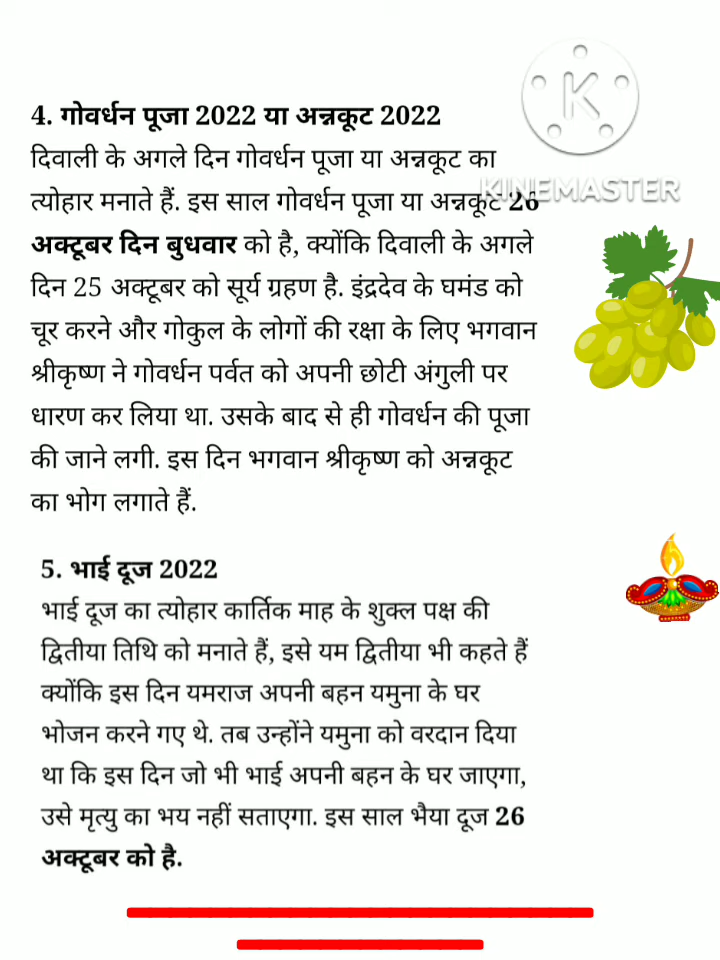 4. गोवर्धन पूजा 2022 या अन्नकूट 2022
दिवाली के अगले दिन गोवर्धन पूजा या अन्नकूट का
त्योहार मनाते हैं. इस साल गोवर्धन पूजा या अन्नकूट 26
अक्टूबर दिन बुधवार को है, क्योंकि दिवाली के अगले
दिन 25 अक्टूबर को सूर्य ग्रहण है. इंद्रदेव के घमंड को
चूर करने और गोकुल के लोगों की रक्षा के लिए भगवान
श्रीकृष्ण ने गोवर्धन पर्वत को अपनी छोटी अंगुली पर
धारण कर लिया था. उसके बाद से ही गोवर्धन की पूजा
की जाने लगी. इस दिन भगवान श्रीकृष्ण को अन्नकूट
का भोग लगाते हैं.
K
KINEMASTER
5. भाई दूज 2022
भाई दूज का त्योहार कार्तिक माह के शुक्ल पक्ष की
द्वितीया तिथि को मनाते हैं, इसे यम द्वितीया भी कहते हैं
क्योंकि इस दिन यमराज अपनी बहन यमुना के घर
भोजन करने गए थे. तब उन्होंने यमुना को वरदान दिया
था कि इस दिन जो भी भाई अपनी बहन के घर जाएगा,
उसे मृत्यु का भय नहीं सताएगा. इस साल भैया दूज 26
अक्टूबर को है.